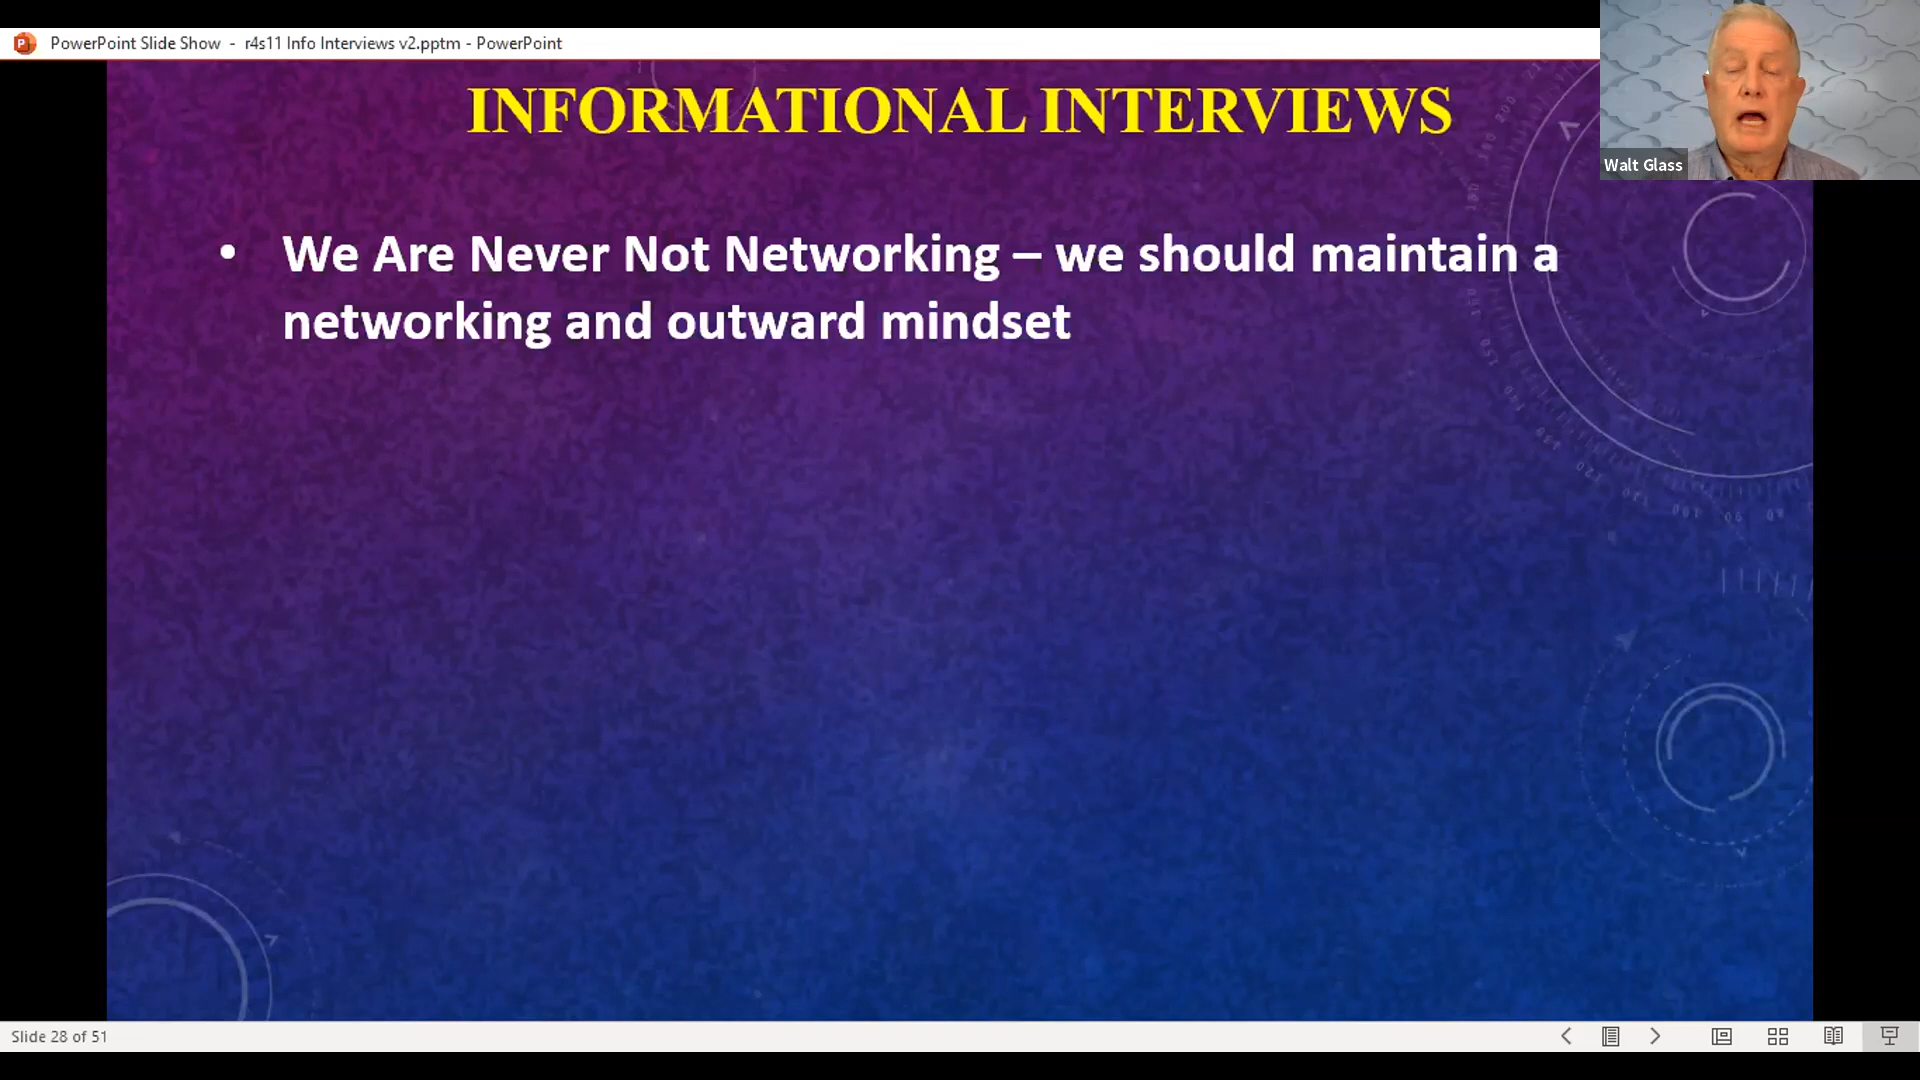 PowerPoint Slide Show - r4s11 Info Interviews v2.pptm - PowerPoint
INFORMATIONAL INTERVIEWS
Walt Glass
• We Are Never Not Networking – we should maintain a
networking and outward mindset
Slide 28 of 51